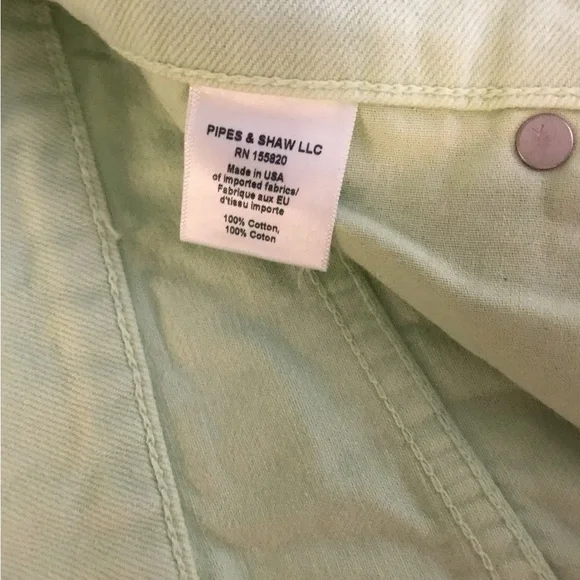 PIPES & SHAW LLC
RN 155820
Made in USA
of imported fabrics/
Fabrique aux EU
d'tissu importe
100% Cotton,
100% Coton